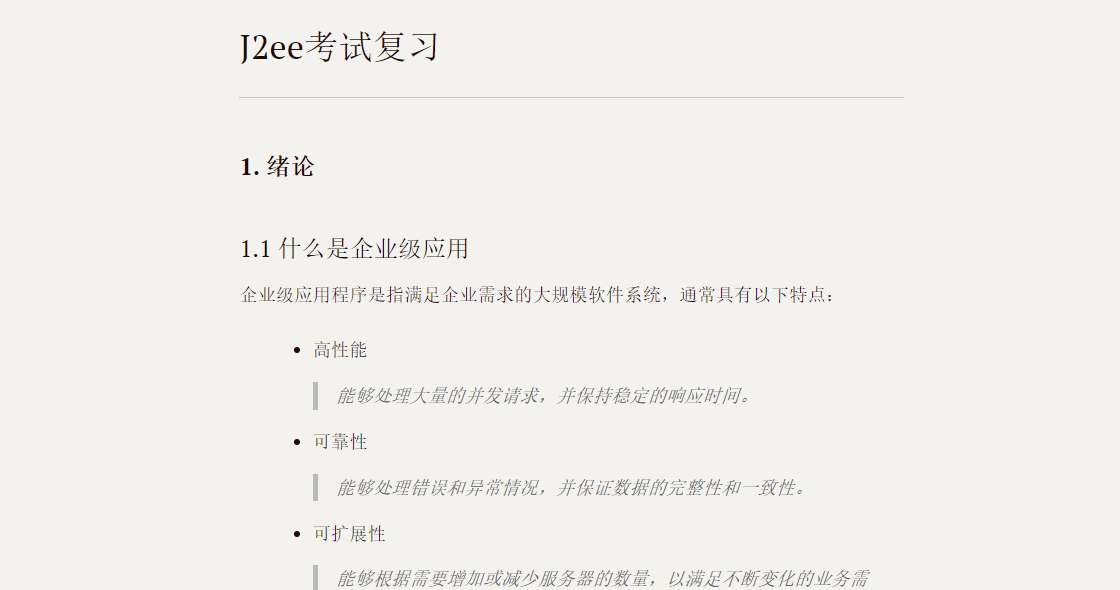 J2ee考试复习
1. 绪论
1.1 什么是企业级应用
企业级应用程序是指满足企业需求的大规模软件系统，通常具有以下特点：
• 高性能
能够处理大量的并发请求，并保持稳定的响应时间。
• 可靠性
能够处理错误和异常情况，并保证数据的完整性和一致性。
• 可扩展性
能够根据需要增加或减少服务器的数量，以满足不断变化的业务需